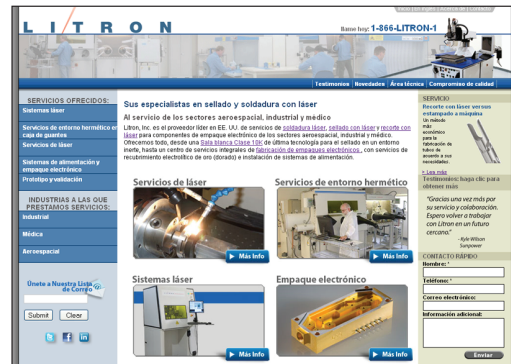 LITRON
llame hoy: 1-866-LITRON-1
Testimonios | Novedades | Área técnica | Compromiso de calidad
SERVICIOS OFRECIDOS:
Sistemas láser
Servicios de entorno hermético en
caja de guantes
Servicios de láser
Sistemas de alimentación y
empaque electrónico
Prototipo y validación
INDUSTRIAS A LAS QUE
PRESTAMOS SERVICIOS:
Industrial
Médica
Aeroespacial
Únete a Nuestra Lista
de Correo
Submit
Clear
Sus especialistas en sellado y soldadura con láser
Al servicio de los sectores aeroespacial, industrial y médico
Litron, Inc. es el proveedor líder en EE. UU. de servicios de soldadura láser, sellado con láser y recorte con
láser para componentes de empaque electrónico de los sectores aeroespacial, industrial y médico.
Ofrecemos todo, desde una Sala blanca Clase 10K de última tecnología para el sellado en un entorno
inerte, hasta un centro de servicios integrales de fabricación de empaques electrónicos, con servicios de
recubrimiento electrolítico de oro (dorado) e instalación de sistemas de alimentación.
Servicios de láser
Más Info
Servicios de entorno hermético
Más Info
Sistemas láser
Más Info
Empaque electrónico
Más Info
SERVICIO
Recorte con láser versus
estampado a máquina
Un método
más
económico
para la
fabricación de
tubos de
acuerdo a sus
necesidades.
> Lea más
Testimonios: haga clic para
obtener más
"Gracias una vez más por
su servicio y colaboración.
Espero volver a trabajar
con Litron en un futuro
cercano."
- Kyle Wilson
Sunpower
CONTACTO RÁPIDO
Nombre: *
Teléfono: *
Correo electrónico:
Información adicional:
Enviar